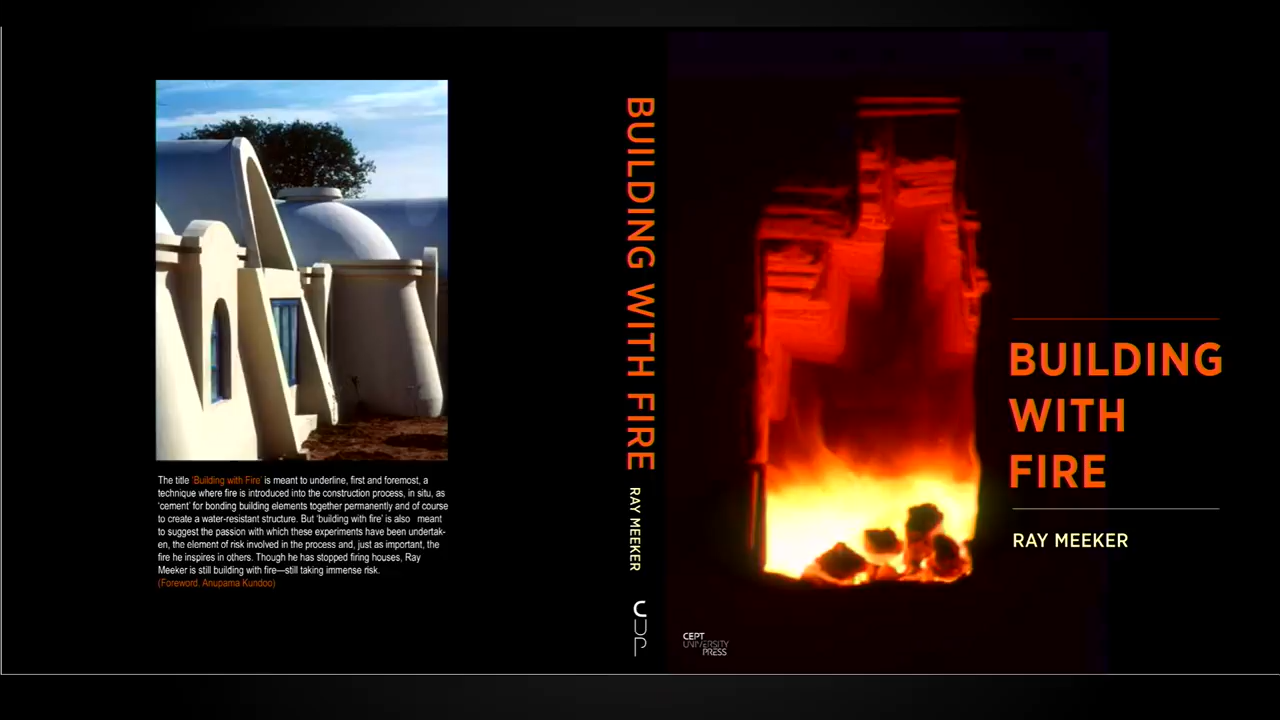 The title 'Building with Fire' is meant to underline, first and foremost, a
technique where fire is introduced into the construction process, in situ, as
'cement' for bonding building elements together permanently and of course
to create a water-resistant structure. But 'building with fire' is also meant
to suggest the passion with which these experiments have been undertak-
en, the element of risk involved in the process and, just as important, the
fire he inspires in others. Though he has stopped firing houses, Ray
Meeker is still building with fire—still taking immense risk.
(Foreword, Anupama Kundoo)
BUILDING WITH FIRE
RAY MEEKER
CUP
CEPT
UNIVERSITY
PRESS
BUILDING
WITH
FIRE
RAY MEEKER